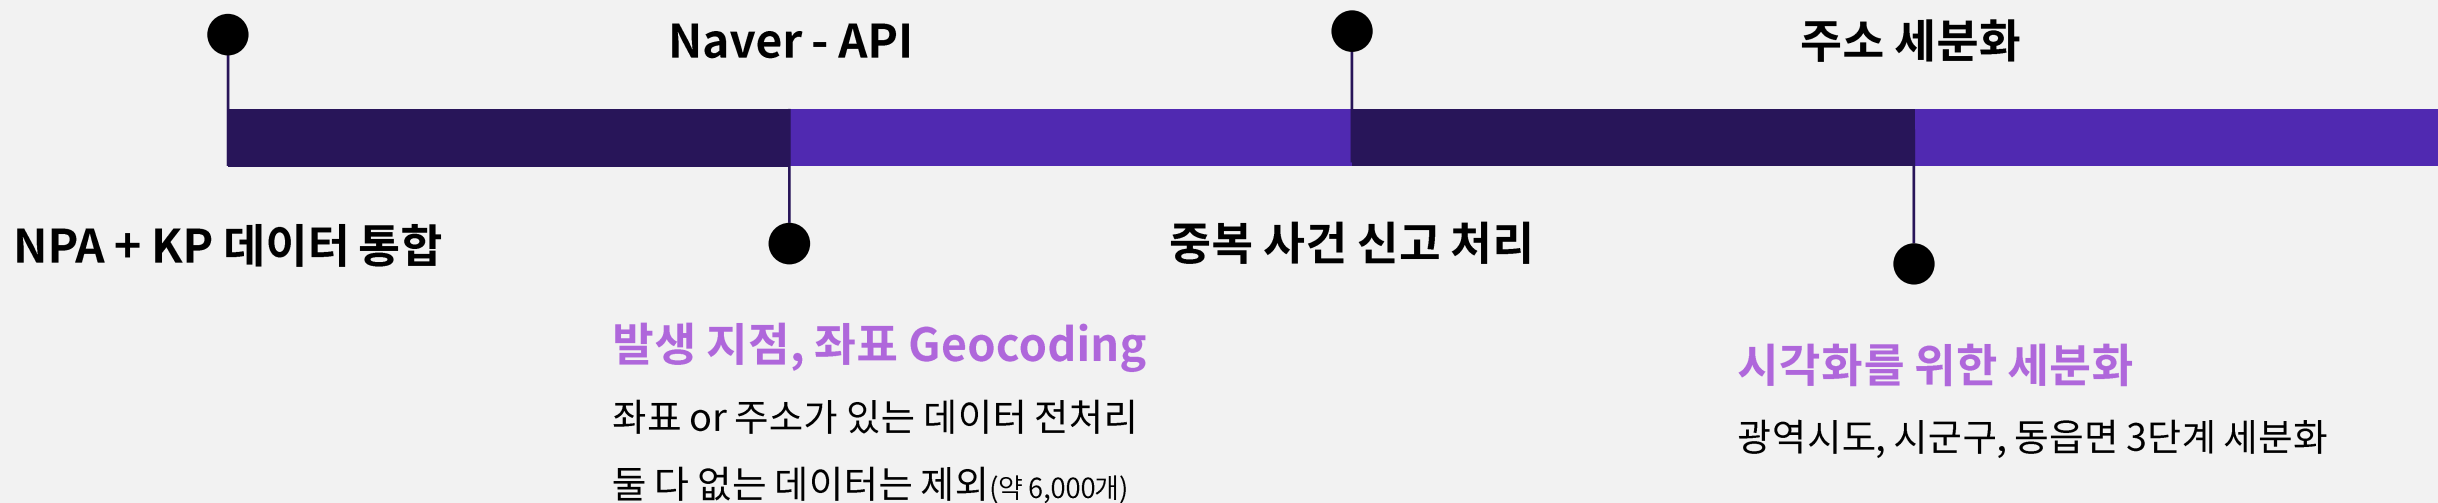 Naver - API
주소 세분화
NPA + KP 데이터 통합
중복 사건 신고 처리
발생 지점, 좌표 Geocoding
좌표 or 주소가 있는 데이터 전처리
둘 다 없는 데이터는 제외(약 6,000개)
시각화를 위한 세분화
광역시도, 시군구, 동읍면 3단계 세분화